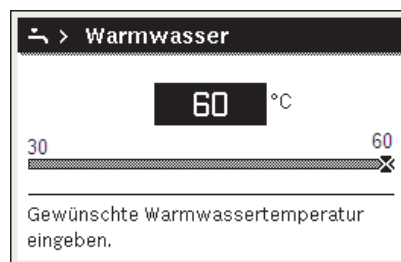 > Warmwasser
60 °C
30 60
Gewünschte Warmwassertemperatur
eingeben.